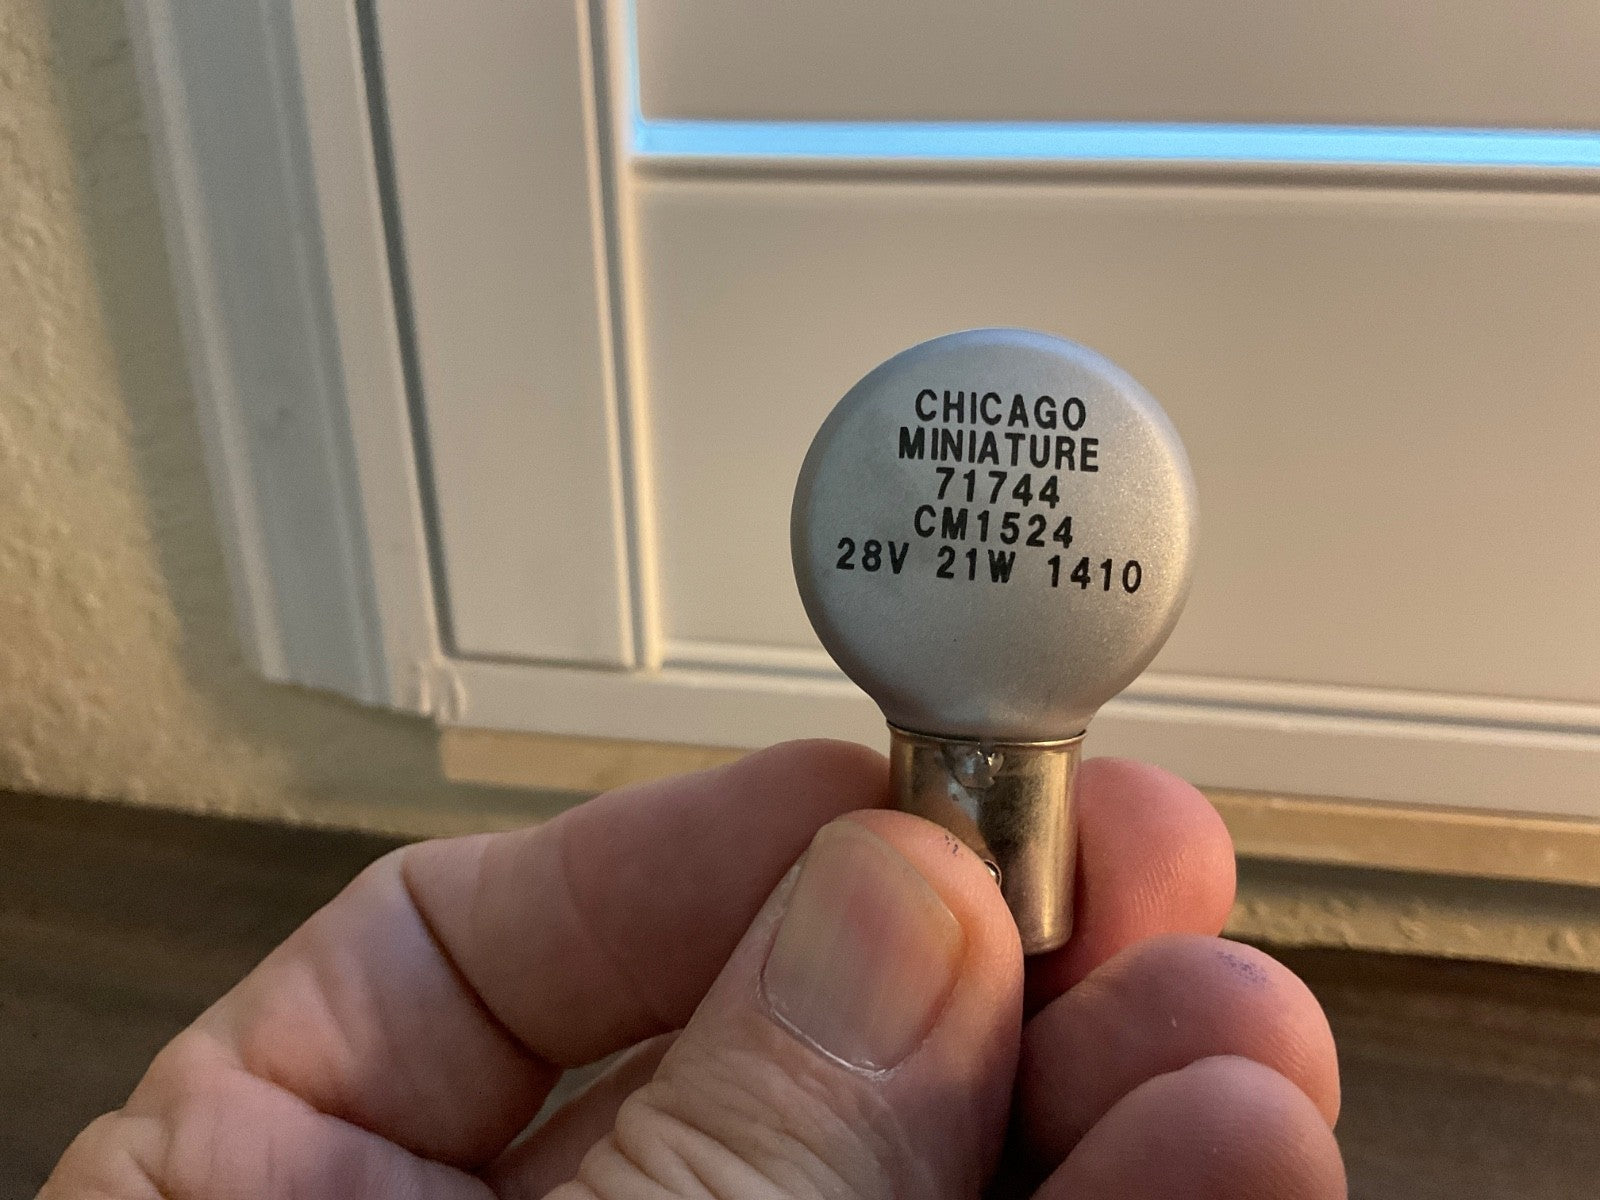 CHICAGO
MINIATURE
71744
CM1524
28V 21W 1410